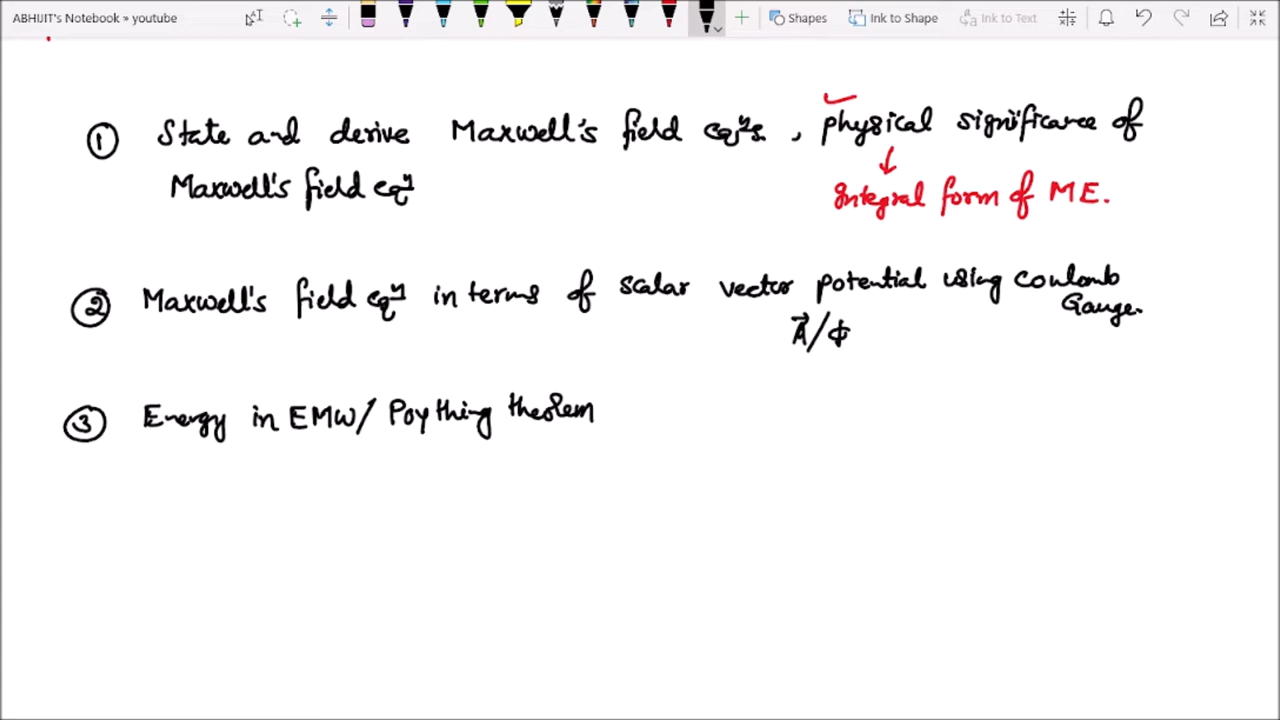 ABHIJIT's Notebook » youtube
Shapes
Ink to Shape
Ink to Text
① State and derive Maxwell's field eqⁿs. , physical significance of
Maxwell's field eqⁿ
Integral form of ME.
② Maxwell's field eqⁿ in terms of scalar vector potential using coulomb
Gauge.
A⃗/ϕ
③ Energy in EMW/ Poything theolem